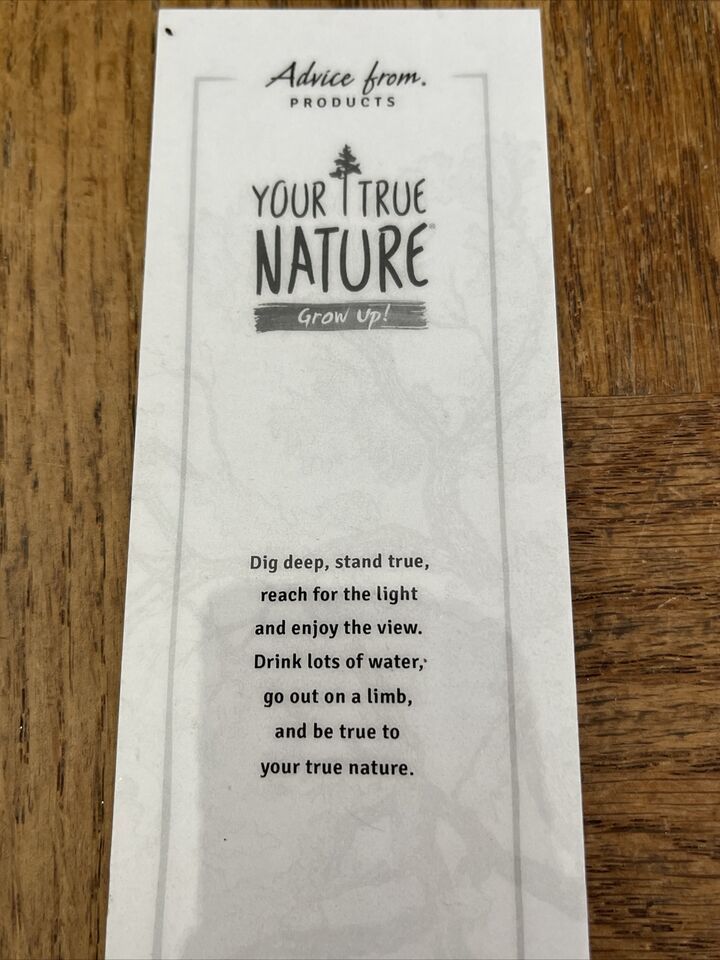 Advice from.
PRODUCTS
YOUR TRUE
NATURE®
Grow Up!
Dig deep, stand true,
reach for the light
and enjoy the view.
Drink lots of water,
go out on a limb,
and be true to
your true nature.